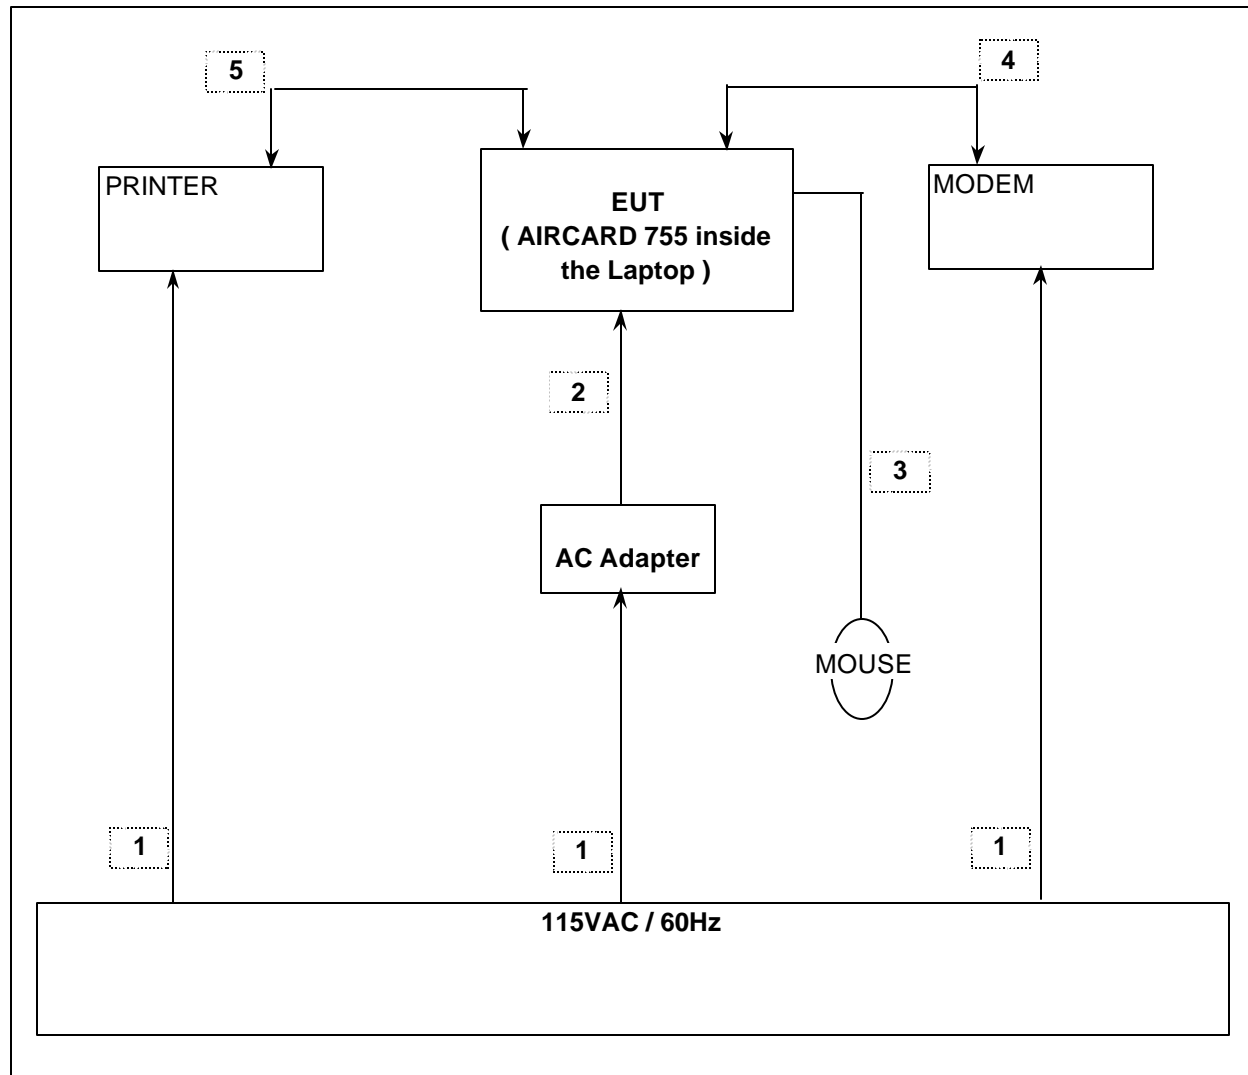 5
4
PRINTER
EUT
( AIRCARD 755 inside
the Laptop )
MODEM
2
3
AC Adapter
MOUSE
1
1
1
115VAC / 60Hz